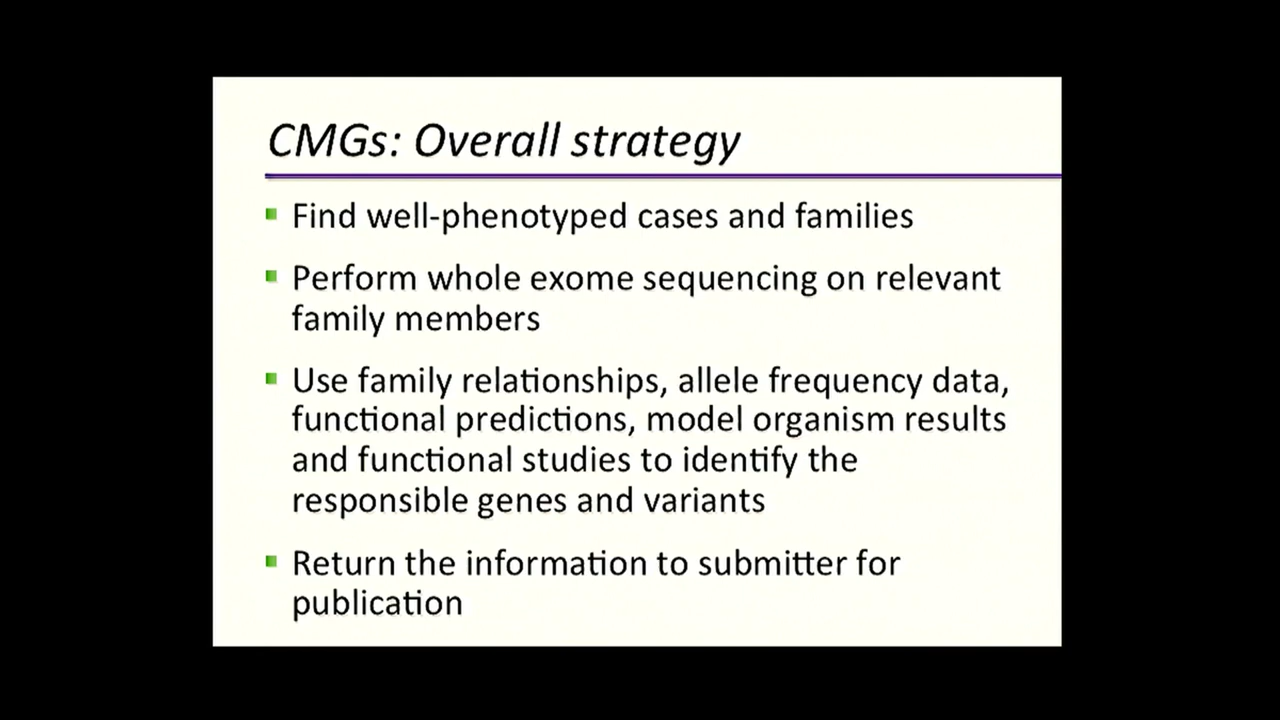 CMGs: Overall strategy
Find well-phenotyped cases and families
Perform whole exome sequencing on relevant
family members
Use family relationships, allele frequency data,
functional predictions, model organism results
and functional studies to identify the
responsible genes and variants
Return the information to submitter for
publication